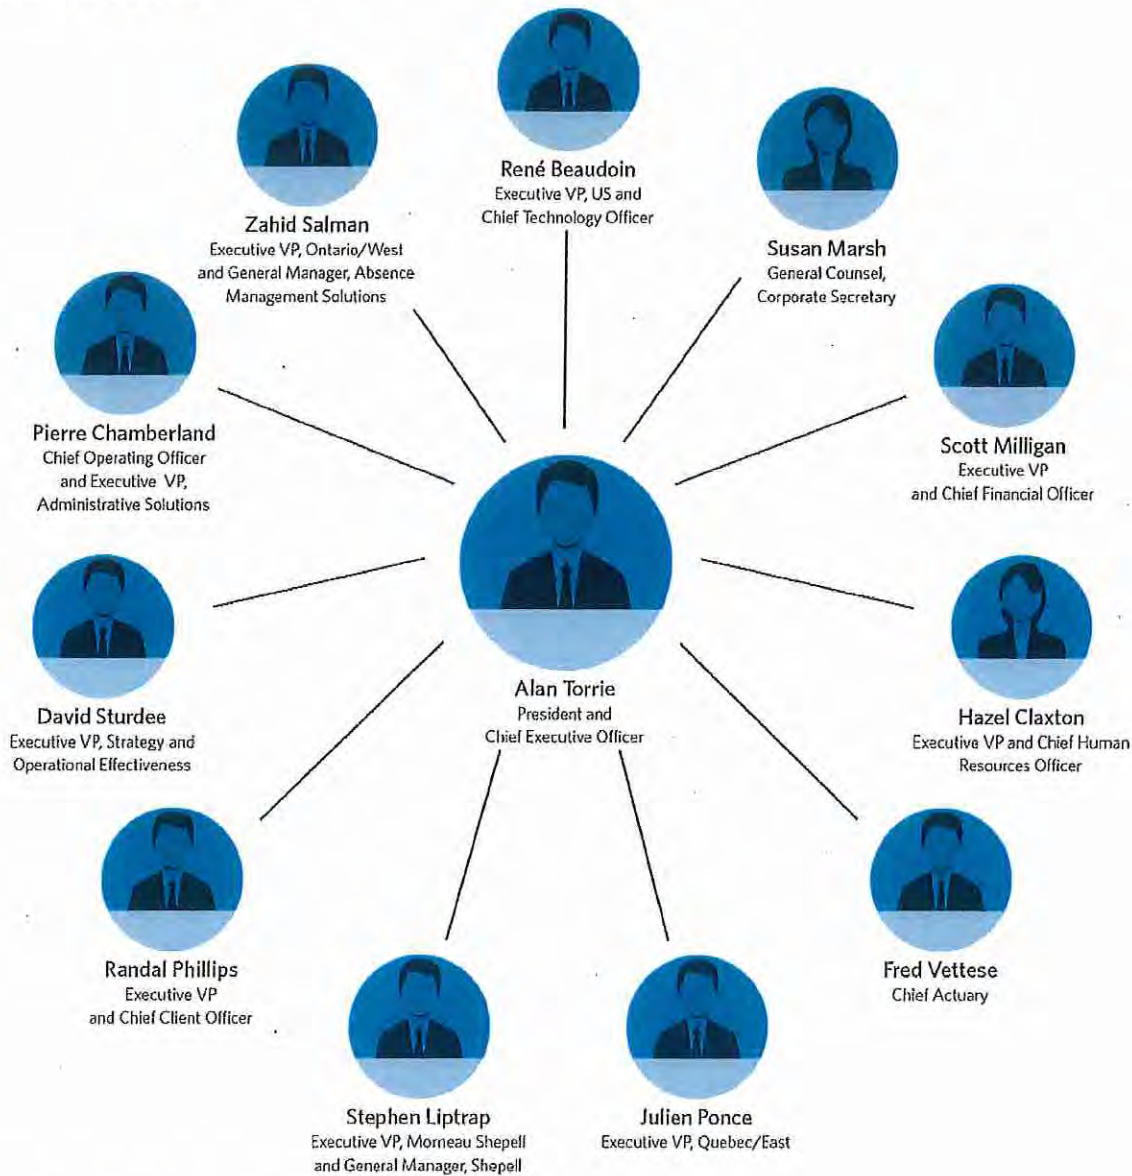 René Beaudoin
Executive VP, US and
Chief Technology Officer
Zahid Salman
Executive VP, Ontario/West
and General Manager, Absence
Management Solutions
Susan Marsh
General Counsel,
Corporate Secretary
Pierre Chamberland
Chief Operating Officer
and Executive VP,
Administrative Solutions
Scott Milligan
Executive VP
and Chief Financial Officer
Alan Torrie
President and
Chief Executive Officer
David Sturdee
Executive VP, Strategy and
Operational Effectiveness
Hazel Claxton
Executive VP and Chief Human
Resources Officer
Randal Phillips
Executive VP
and Chief Client Officer
Fred Vettese
Chief Actuary
Stephen Liptrap
Executive VP, Morneau Shepell
and General Manager, Shepell
Julien Ponce
Executive VP, Quebec/East